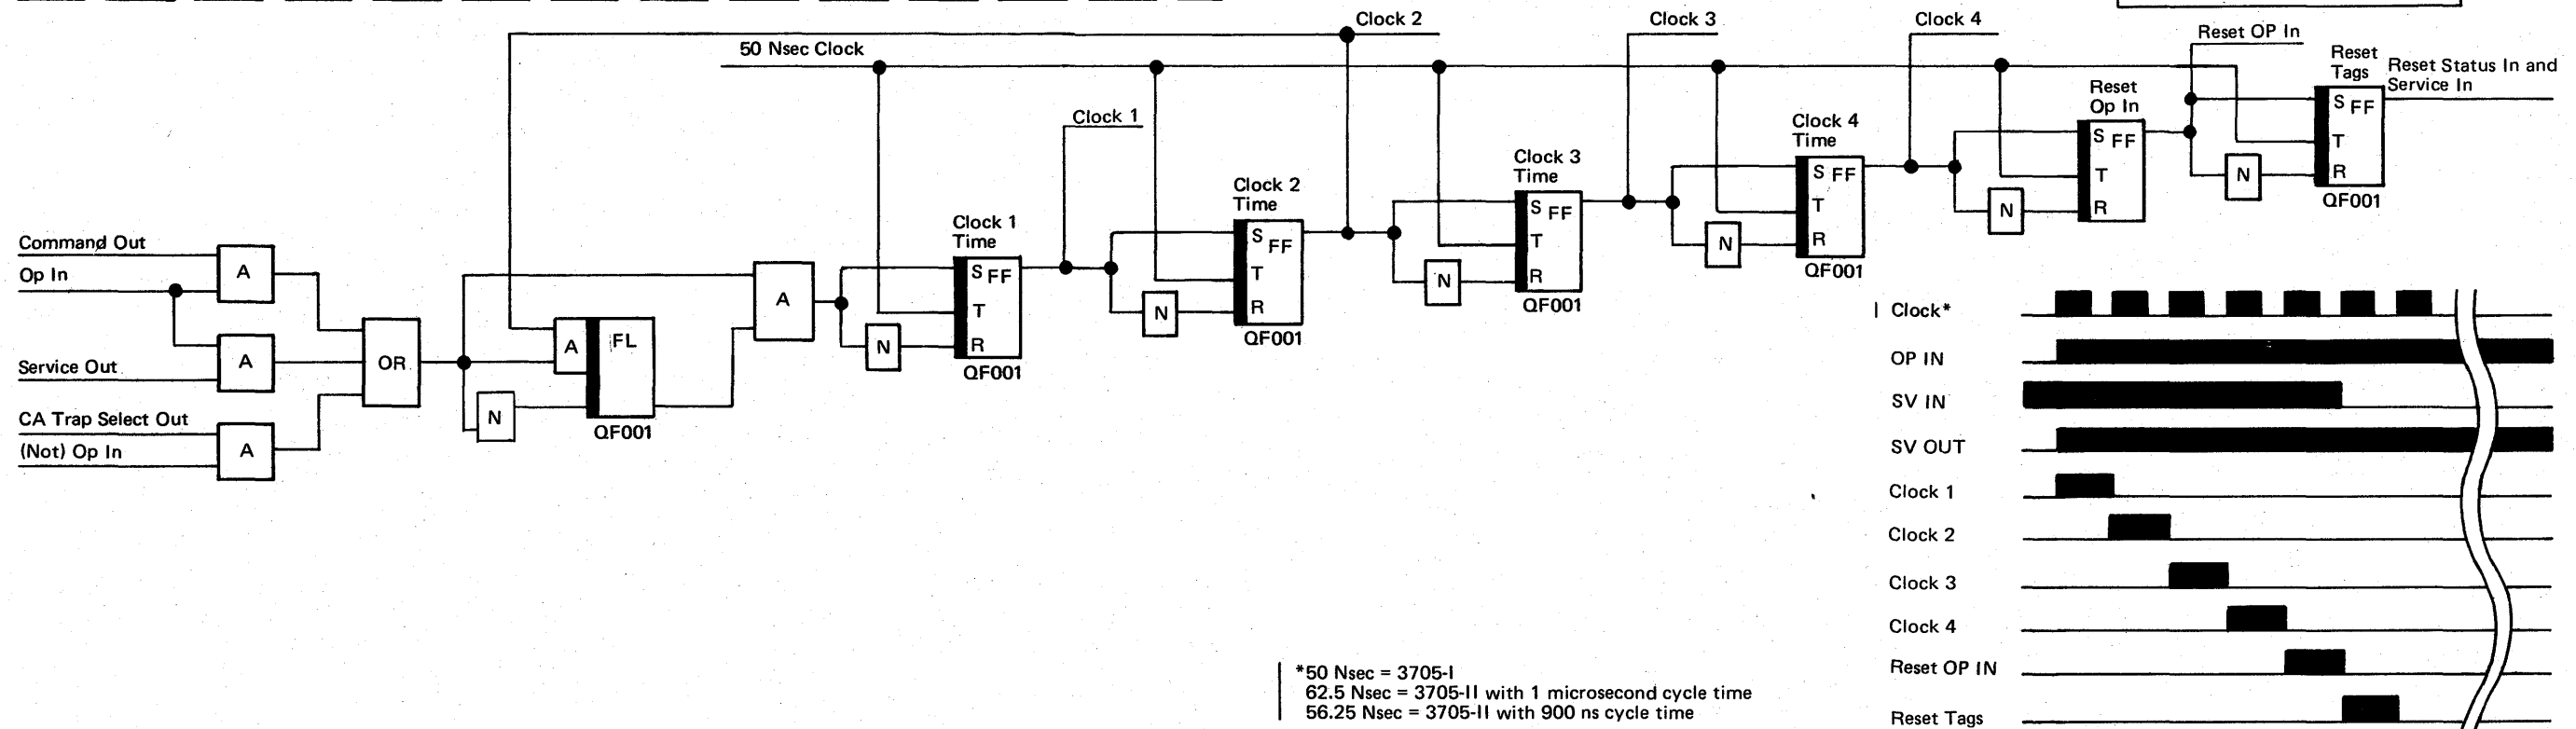 Clock 2
Clock 3
Clock 4
50 Nsec Clock
Reset OP In
Reset
Tags
Reset Status In and
Service In
S FF
T
R
QF001
Reset
Op In
S FF
T
R
QF001
N
Clock 4
Time
S FF
T
R
QF001
N
Clock 3
Time
S FF
T
R
QF001
N
Clock 2
Time
S FF
T
R
QF001
N
Clock 1
Clock 1
Time
S FF
T
R
QF001
N
N
Command Out
Op In
A
Service Out
A
CA Trap Select Out
(Not) Op In
A
OR
N
A
FL
QF001
A
Clock*
OP IN
SV IN
SV OUT
Clock 1
Clock 2
Clock 3
Clock 4
Reset OP IN
Reset Tags
*50 Nsec = 3705-I
62.5 Nsec = 3705-II with 1 microsecond cycle time
56.25 Nsec = 3705-II with 900 ns cycle time